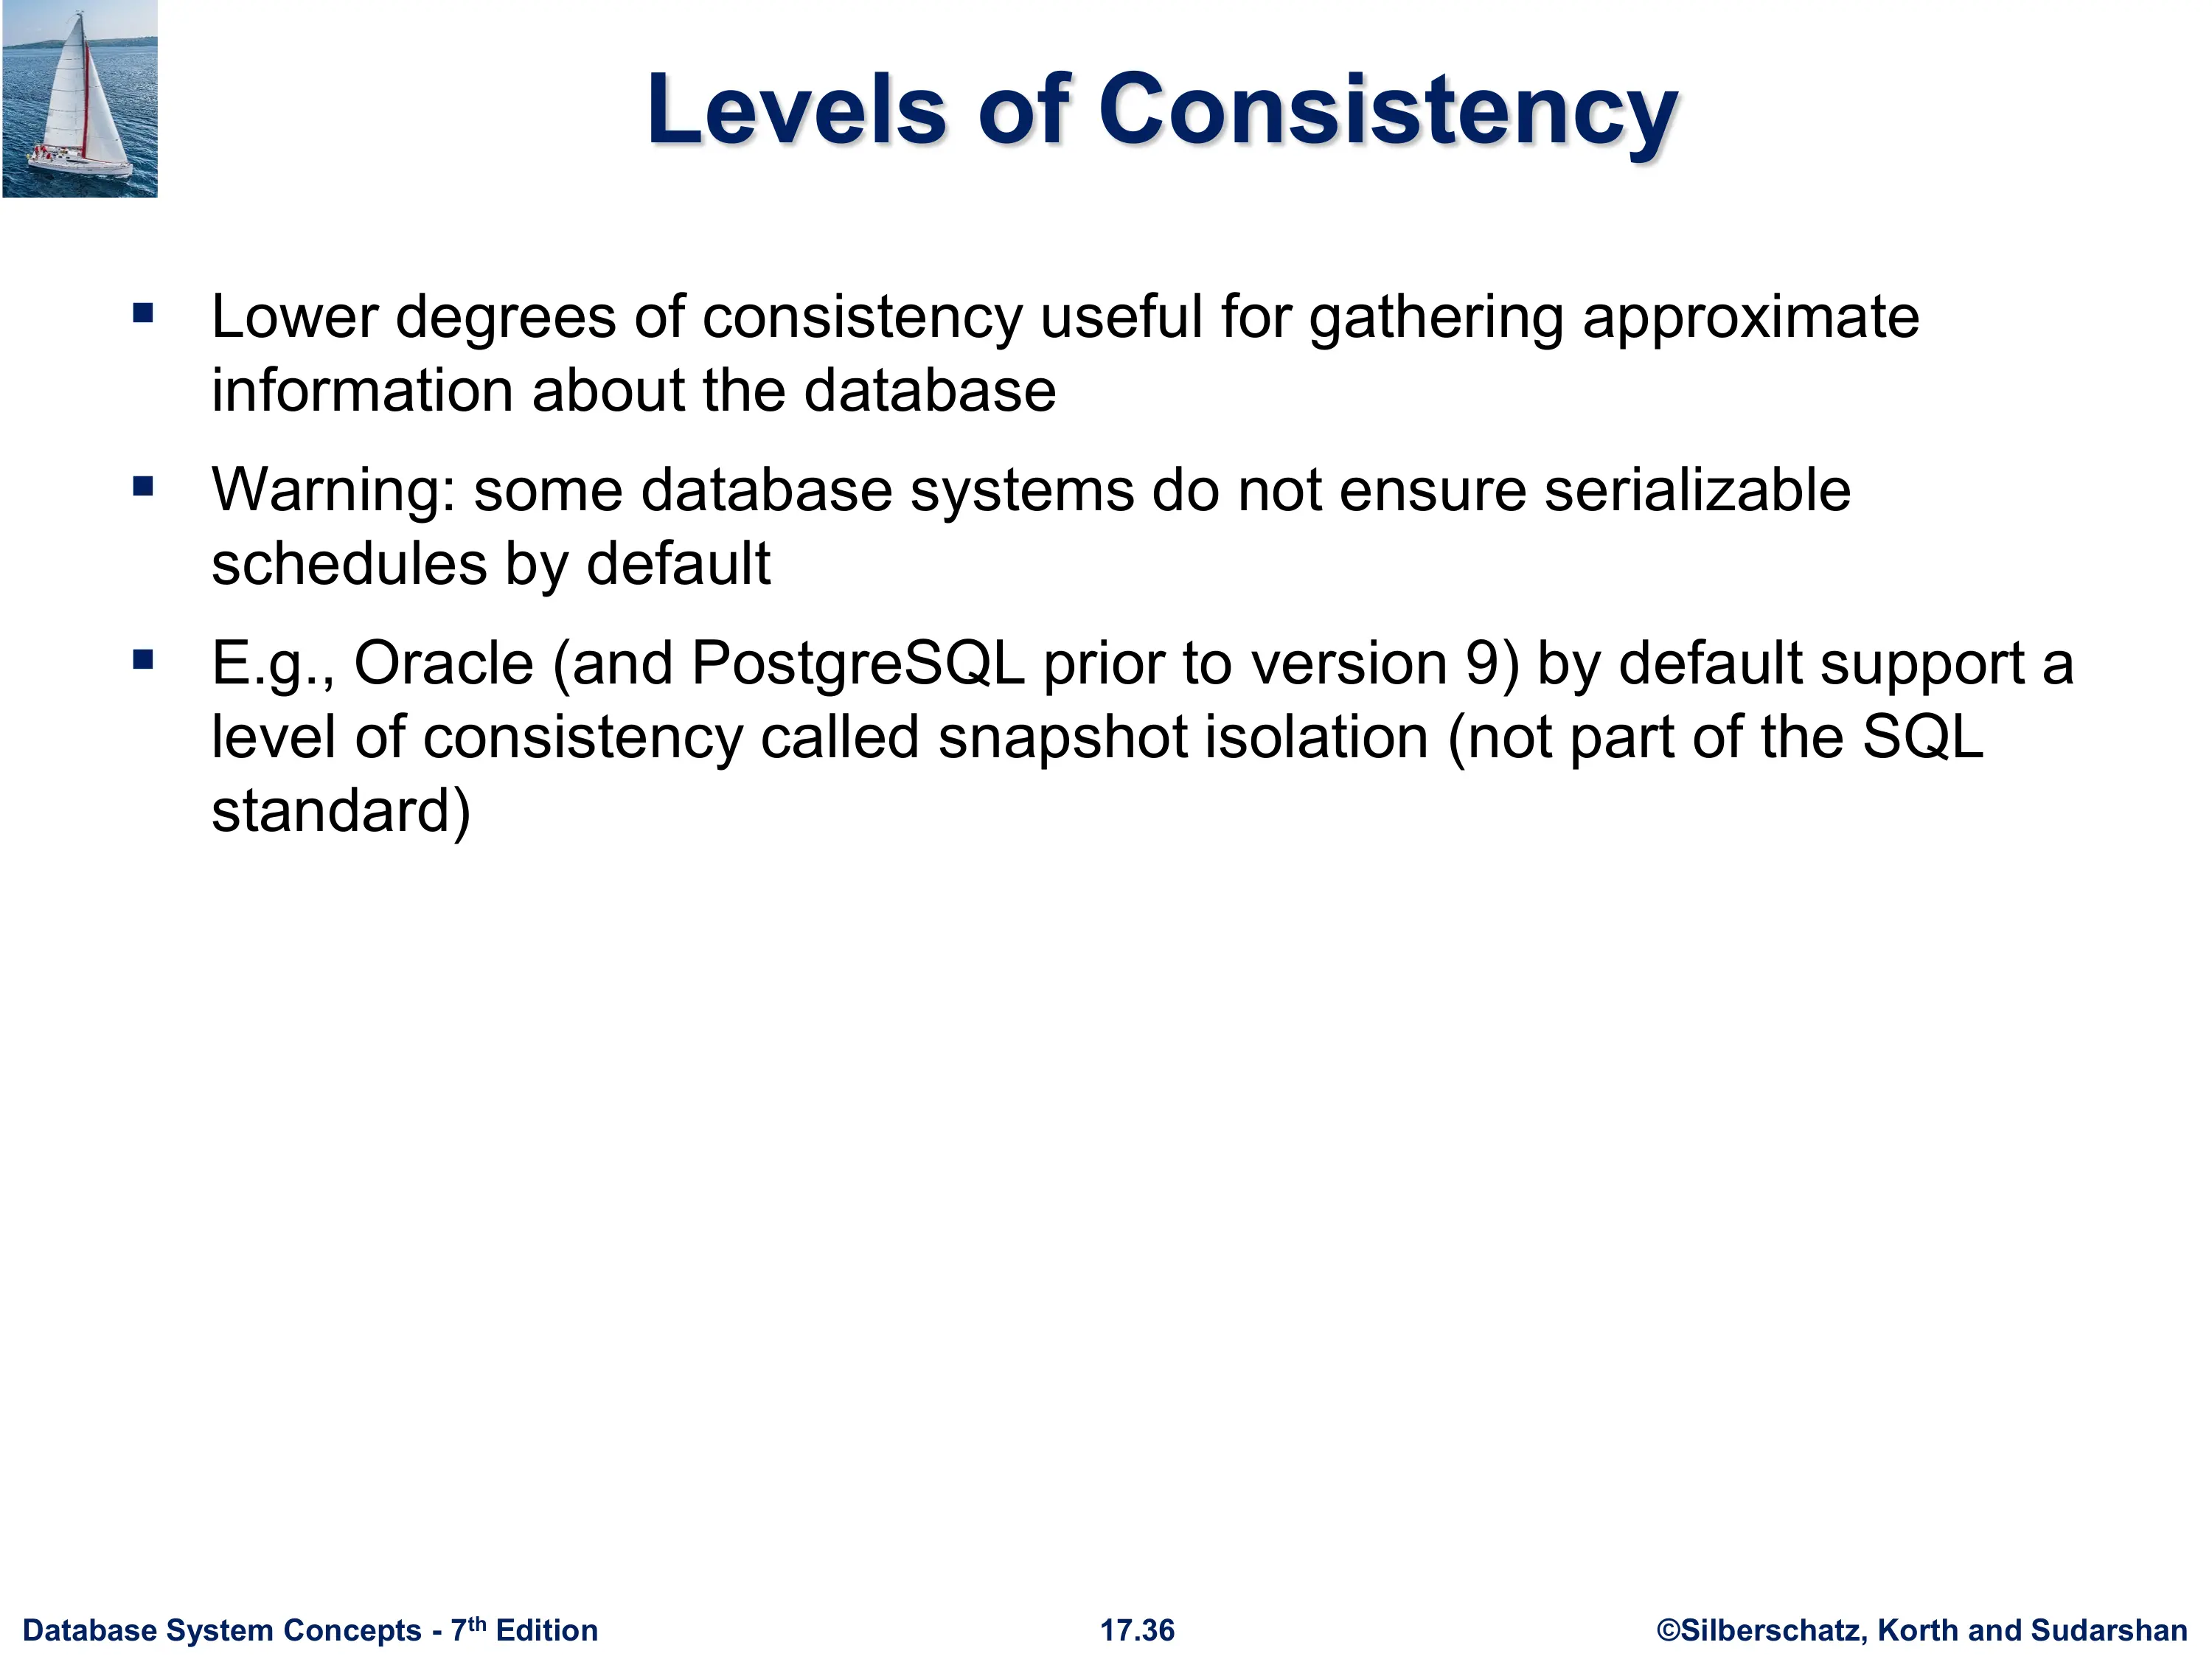 Levels of Consistency
▪ Lower degrees of consistency useful for gathering approximate
information about the database
▪ Warning: some database systems do not ensure serializable
schedules by default
▪ E.g., Oracle (and PostgreSQL prior to version 9) by default support a
level of consistency called snapshot isolation (not part of the SQL
standard)
Database System Concepts - 7th Edition
17.36
©Silberschatz, Korth and Sudarshan